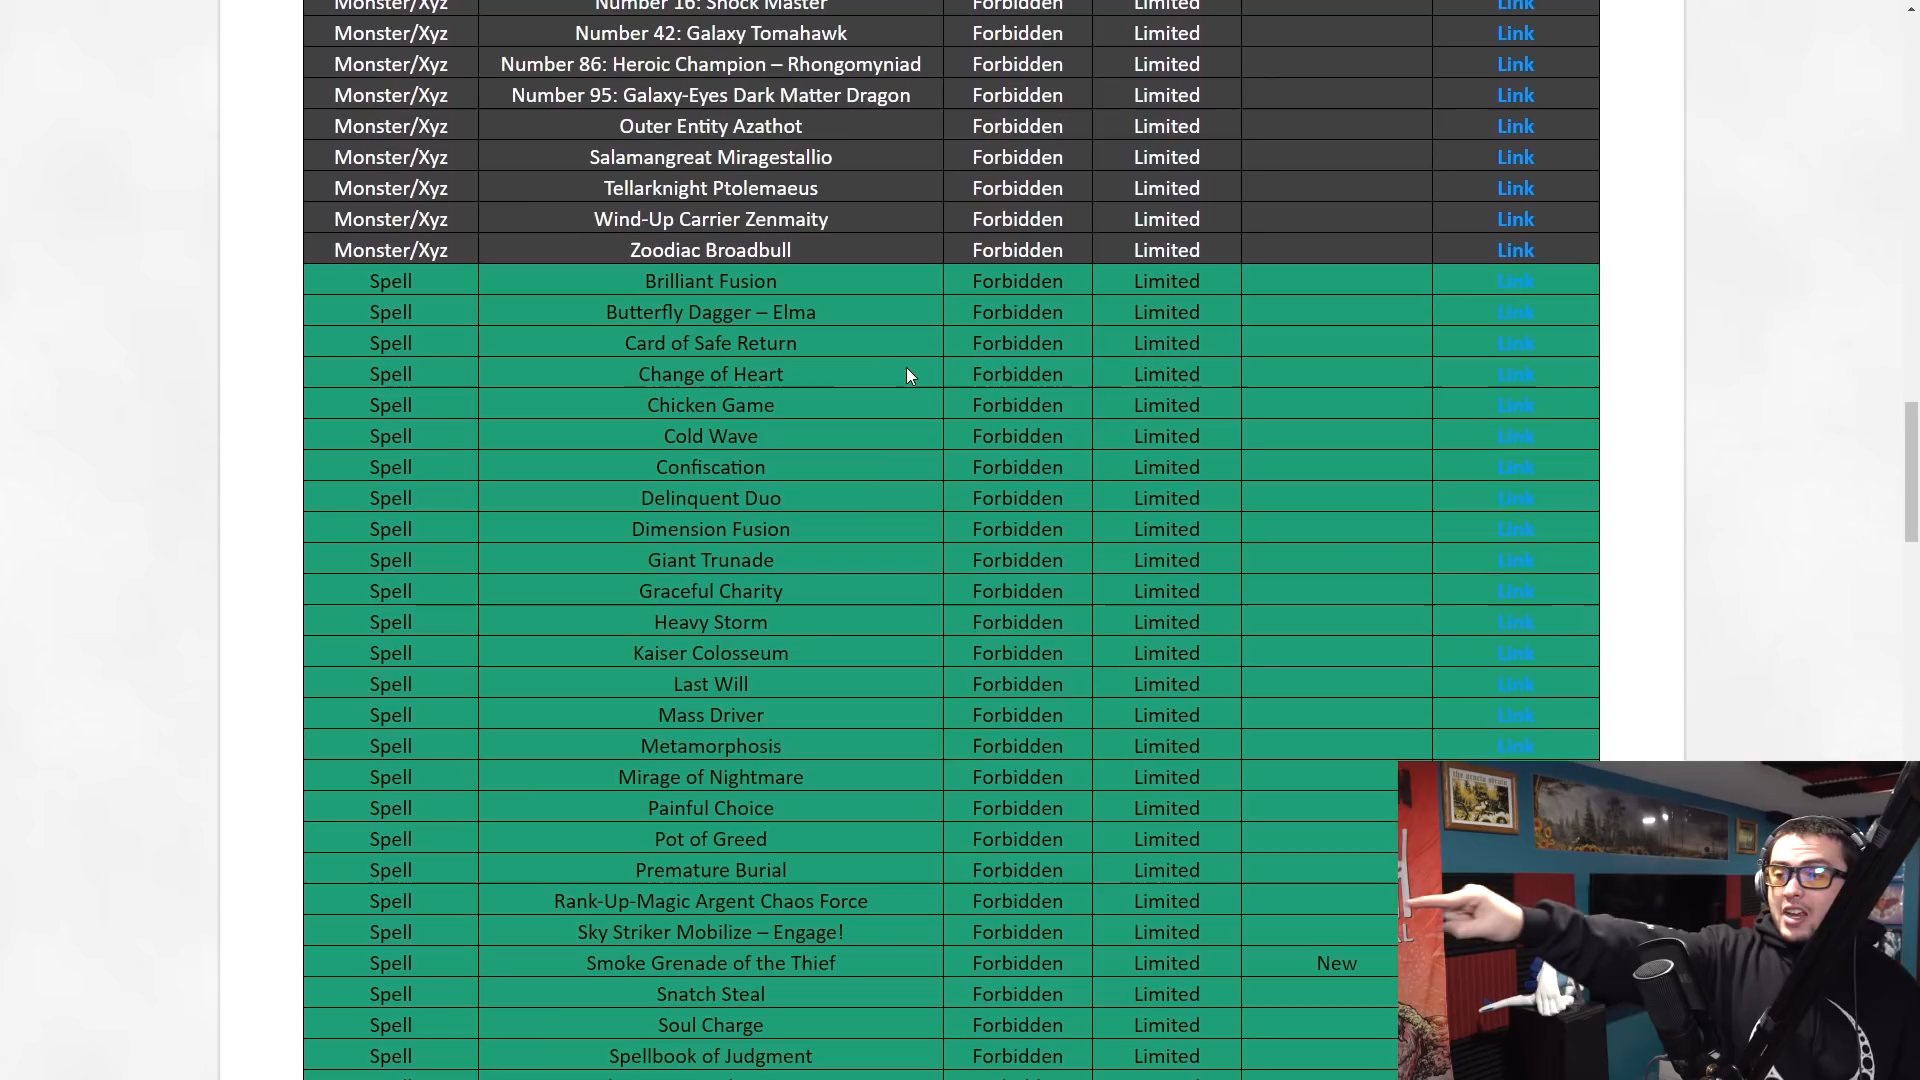 Monster/Xyz Number 16: Shock Master Forbidden Limited Link
Monster/Xyz Number 42: Galaxy Tomahawk Forbidden Limited Link
Monster/Xyz Number 86: Heroic Champion – Rhongomyniad Forbidden Limited Link
Monster/Xyz Number 95: Galaxy-Eyes Dark Matter Dragon Forbidden Limited Link
Monster/Xyz Outer Entity Azathot Forbidden Limited Link
Monster/Xyz Salamangreat Miragestallio Forbidden Limited Link
Monster/Xyz Tellarknight Ptolemaeus Forbidden Limited Link
Monster/Xyz Wind-Up Carrier Zenmaity Forbidden Limited Link
Monster/Xyz Zoodiac Broadbull Forbidden Limited Link
Spell Brilliant Fusion Forbidden Limited Link
Spell Butterfly Dagger – Elma Forbidden Limited Link
Spell Card of Safe Return Forbidden Limited Link
Spell Change of Heart Forbidden Limited Link
Spell Chicken Game Forbidden Limited Link
Spell Cold Wave Forbidden Limited Link
Spell Confiscation Forbidden Limited Link
Spell Delinquent Duo Forbidden Limited Link
Spell Dimension Fusion Forbidden Limited Link
Spell Giant Trunade Forbidden Limited Link
Spell Graceful Charity Forbidden Limited Link
Spell Heavy Storm Forbidden Limited Link
Spell Kaiser Colosseum Forbidden Limited Link
Spell Last Will Forbidden Limited Link
Spell Mass Driver Forbidden Limited Link
Spell Metamorphosis Forbidden Limited Link
Spell Mirage of Nightmare Forbidden Limited
Spell Painful Choice Forbidden Limited
Spell Pot of Greed Forbidden Limited
Spell Premature Burial Forbidden Limited
Spell Rank-Up-Magic Argent Chaos Force Forbidden Limited
Spell Sky Striker Mobilize – Engage! Forbidden Limited
Spell Smoke Grenade of the Thief Forbidden Limited New
Spell Snatch Steal Forbidden Limited
Spell Soul Charge Forbidden Limited
Spell Spellbook of Judgment Forbidden Limited